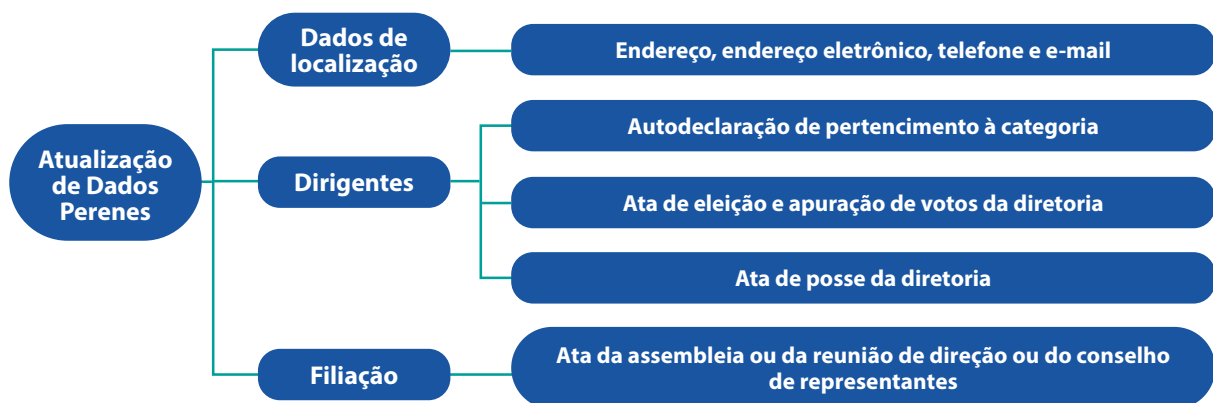 Atualização
de Dados
Perenes
Dados de
localização
Endereço, endereço eletrônico, telefone e e-mail
Dirigentes
Autodeclaração de pertencimento à categoria
Ata de eleição e apuração de votos da diretoria
Ata de posse da diretoria
Filiação
Ata da assembleia ou da reunião de direção ou do conselho
de representantes